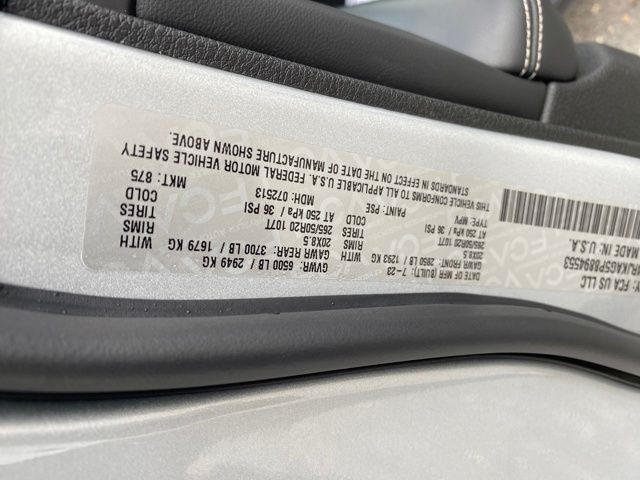 Y: FCA US LLC
DATE OF MFR (BUILT): 7-23 GVWR: 6500 LB / 2949 KG
GAWR FRONT: 2850 LB / 1293 KG WITH GAWR REAR: 3700 LB / 1679 KG WITH
20X8.5 RIMS 20X8.5 RIMS
265/50R20 107T TIRES 265/50R20 107T TIRES
AT 250 kPa / 36 PSI COLD AT 250 kPa / 36 PSI COLD
TYPE: MPV PAINT: PSE MDH: 072513 MKT: 875
THIS VEHICLE CONFORMS TO ALL APPLICABLE U.S.A. FEDERAL MOTOR VEHICLE SAFETY
STANDARDS IN EFFECT ON THE DATE OF MANUFACTURE SHOWN ABOVE.
RJKAG5P8894553
MADE IN: U.S.A.